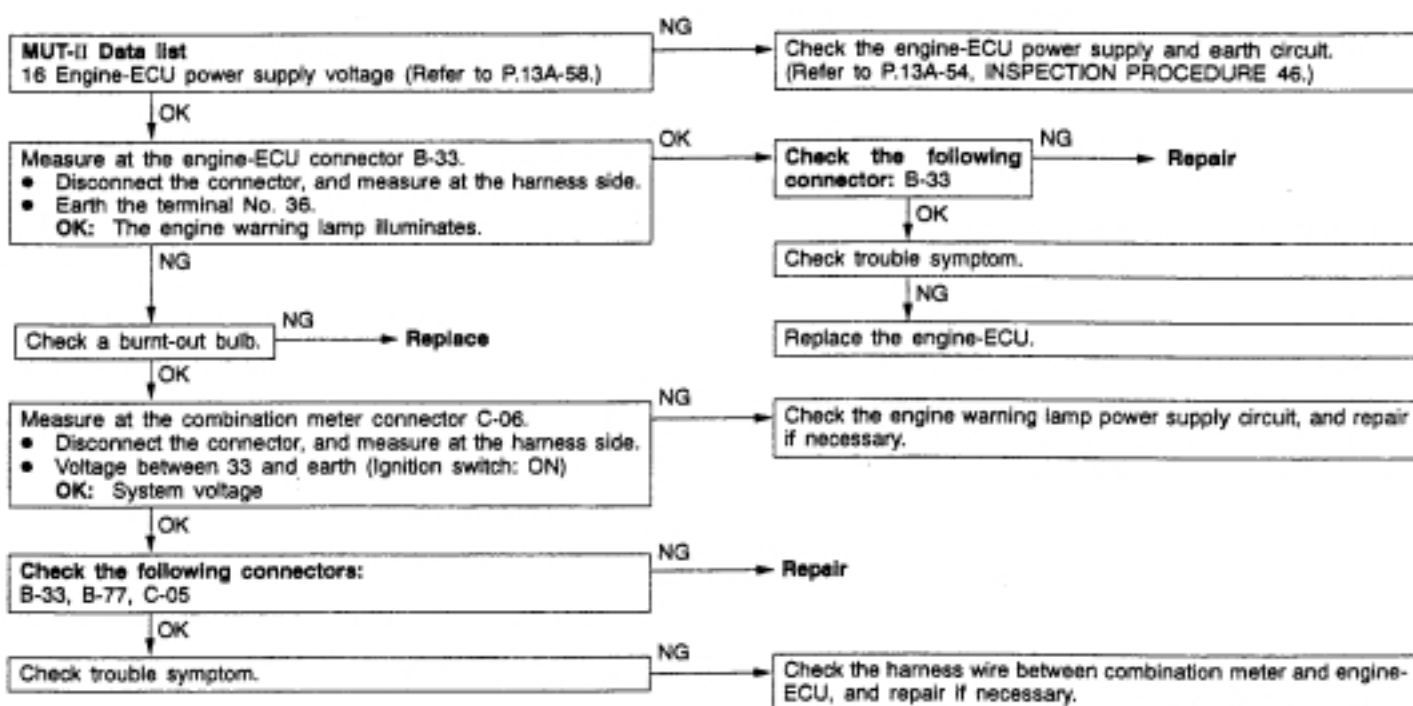 NG
MUT-II Data list
16 Engine-ECU power supply voltage (Refer to P.13A-58.)
Check the engine-ECU power supply and earth circuit.
(Refer to P.13A-54, INSPECTION PROCEDURE 46.)
OK
Measure at the engine-ECU connector B-33.
● Disconnect the connector, and measure at the harness side.
● Earth the terminal No. 36.
OK: The engine warning lamp illuminates.
OK
Check the following
connector: B-33
NG
Repair
OK
Check trouble symptom.
NG
Replace the engine-ECU.
NG
Check a burnt-out bulb.
NG
Replace
OK
Measure at the combination meter connector C-06.
● Disconnect the connector, and measure at the harness side.
● Voltage between 33 and earth (Ignition switch: ON)
OK: System voltage
NG
Check the engine warning lamp power supply circuit, and repair
if necessary.
OK
Check the following connectors:
B-33, B-77, C-05
NG
Repair
OK
Check trouble symptom.
NG
Check the harness wire between combination meter and engine-
ECU, and repair if necessary.